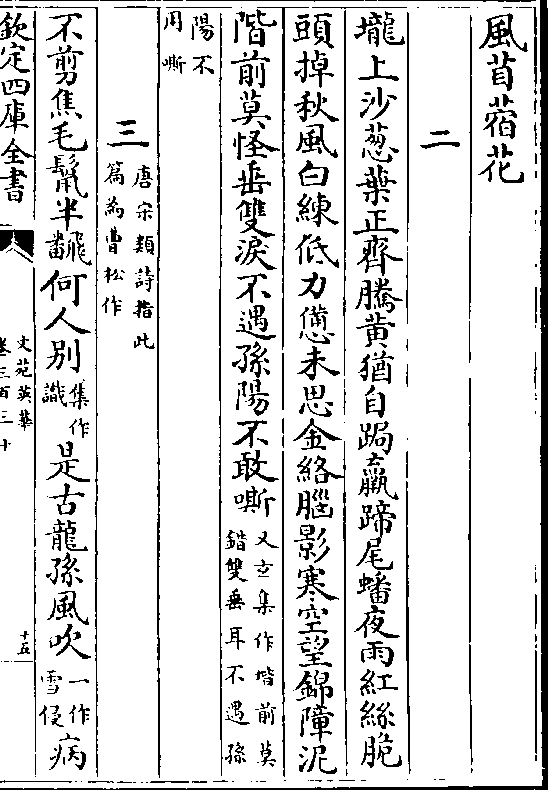 風苜蓿花
二
壠上沙葱葉正齊騰黄猶自跼羸蹄尾蟠夜雨紅絲脆
頭掉秋風白練低力憊未思金絡腦影寒空望錦障泥
階前莫怪垂雙淚不遇孫陽不敢嘶又玄集作堦前莫錯雙垂耳不遇孫
陽不用嘶
三唐宋類詩指此篇為曹松作
不剪焦毛鬛半翻何人别集作識是古龍孫風吹一作雪侵病
欽定四庫全書
文苑英華
卷三百三十
十五